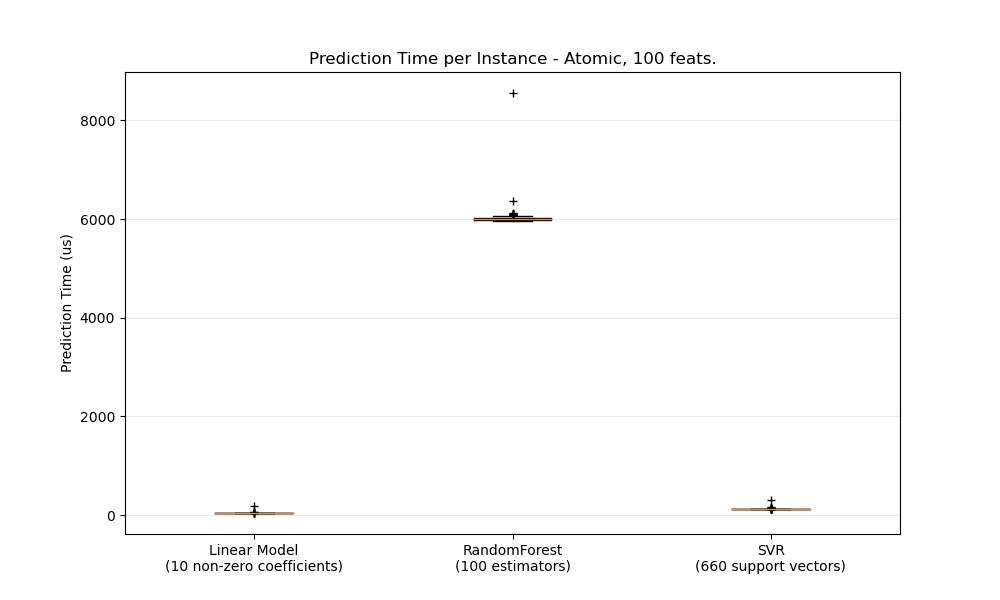 Prediction Time per Instance - Atomic, 100 feats.
Prediction Time (us)
8000
6000
4000
2000
0
Linear Model
(10 non-zero coefficients)
RandomForest
(100 estimators)
SVR
(660 support vectors)